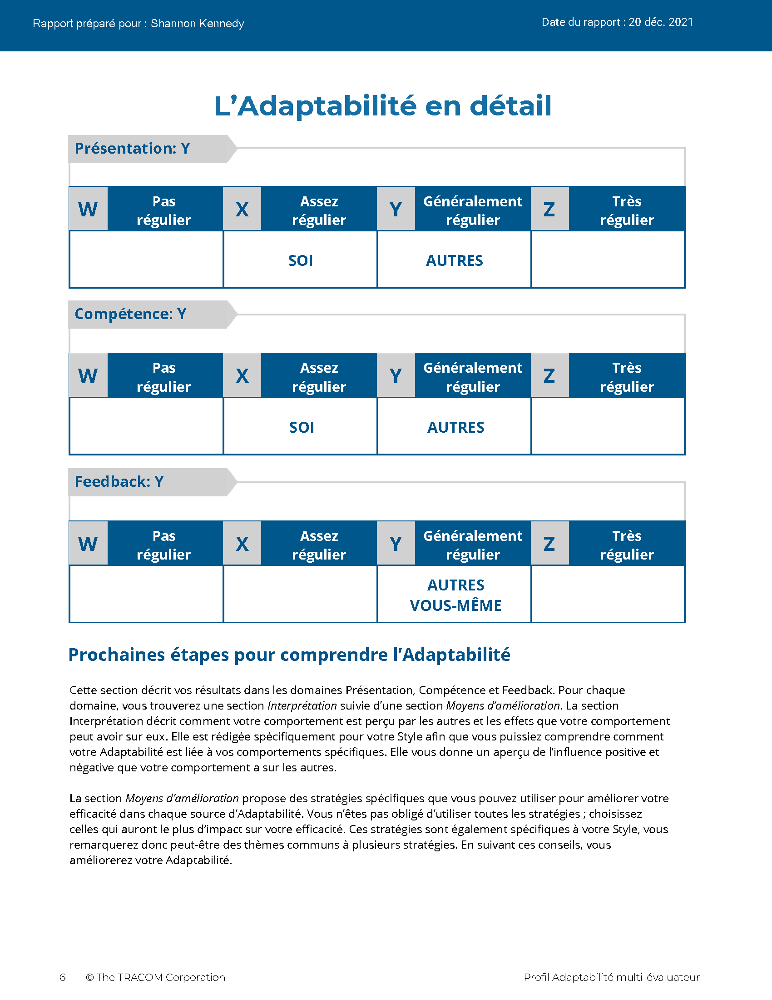 Rapport préparé pour : Shannon Kennedy
Date du rapport : 20 déc. 2021
L’Adaptabilité en détail
Présentation: Y
W Pas régulier X Assez régulier Y Généralement régulier Z Très régulier
SOI AUTRES
Compétence: Y
W Pas régulier X Assez régulier Y Généralement régulier Z Très régulier
SOI AUTRES
Feedback: Y
W Pas régulier X Assez régulier Y Généralement régulier Z Très régulier
AUTRES
VOUS-MÊME
Prochaines étapes pour comprendre l’Adaptabilité
Cette section décrit vos résultats dans les domaines Présentation, Compétence et Feedback. Pour chaque
domaine, vous trouverez une section Interprétation suivie d’une section Moyens d’amélioration. La section
Interprétation décrit comment votre comportement est perçu par les autres et les effets que votre comportement
peut avoir sur eux. Elle est rédigée spécifiquement pour votre Style afin que vous puissiez comprendre comment
votre Adaptabilité est liée à vos comportements spécifiques. Elle vous donne un aperçu de l’influence positive et
négative que votre comportement a sur les autres.
La section Moyens d’amélioration propose des stratégies spécifiques que vous pouvez utiliser pour améliorer votre
efficacité dans chaque source d’Adaptabilité. Vous n’êtes pas obligé d’utiliser toutes les stratégies ; choisissez
celles qui auront le plus d’impact sur votre efficacité. Ces stratégies sont également spécifiques à votre Style, vous
remarquerez donc peut-être des thèmes communs à plusieurs stratégies. En suivant ces conseils, vous
améliorerez votre Adaptabilité.
6 © The TRACOM Corporation
Profil Adaptabilité multi-évaluateur